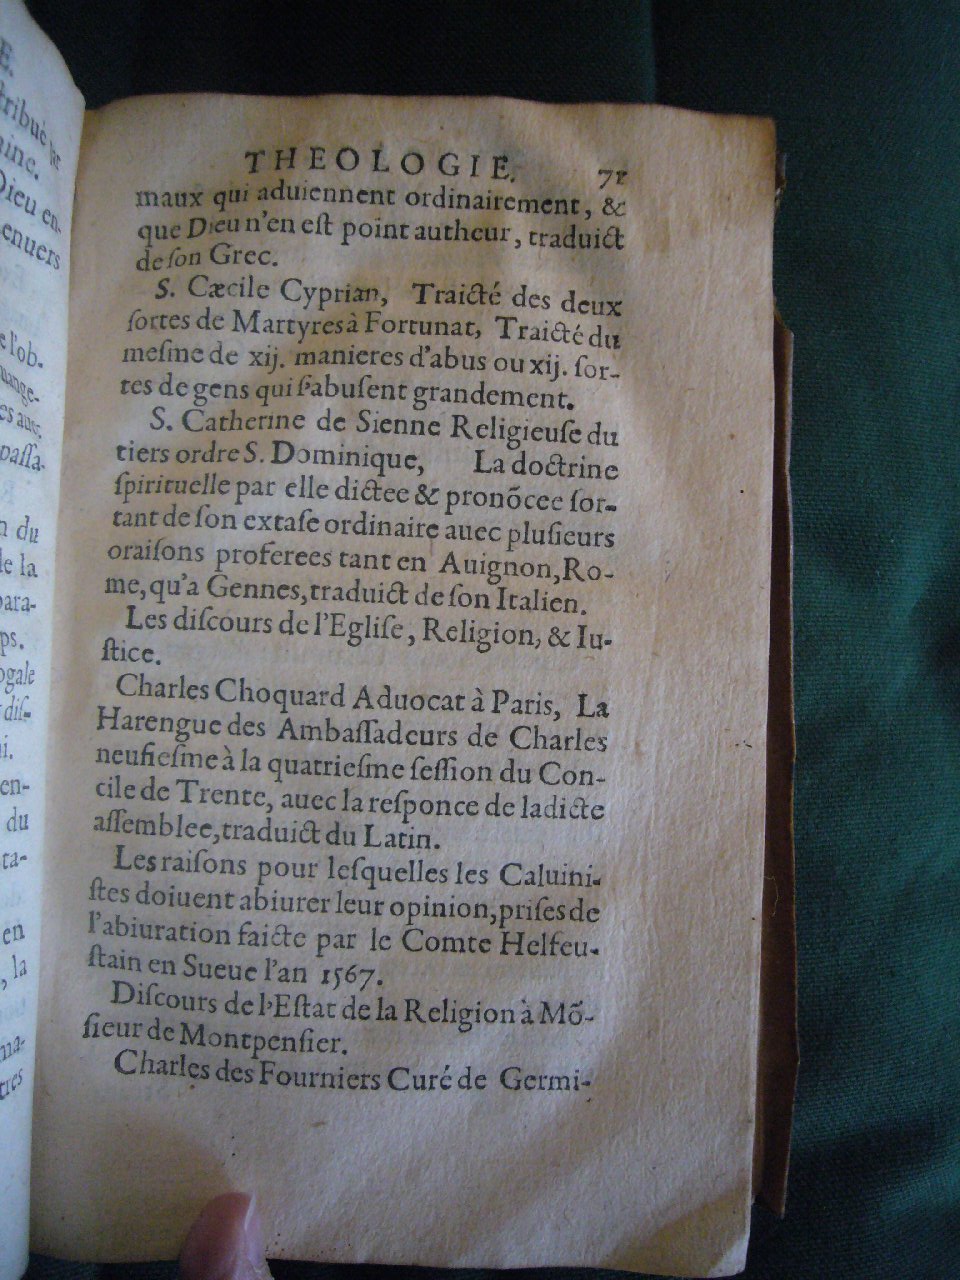 THEOLOGIE. 71
maux qui aduiennent ordinairement, &
que Dieu n'en eſt point autheur, traduict
de ſon Grec.
S. Cæcile Cyprian, Traicté des deux
ſortes de Martyres à Fortunat, Traicté du
meſme de xij. manieres d'abus ou xij. ſor-
tes de gens qui ſ'abuſent grandement.
S. Catherine de Sienne Religieuſe du
tiers ordre S. Dominique, La doctrine
ſpirituelle par elle dictee & pronõcee ſor-
tant de ſon extaſe ordinaire auec pluſieurs
oraiſons proferees tant en Auignon, Ro-
me, qu'a Gennes, traduict de ſon Italien.
Les diſcours de l'Egliſe, Religion, & Iu-
ſtice.
Charles Choquard Aduocat à Paris, La
Harengue des Ambaſſadeurs de Charles
neufieſme à la quatrieſme ſeſſion du Con-
cile de Trente, auec la reſponce de ladicte
aſſemblee, traduict du Latin.
Les raiſons pour leſquelles les Caluini-
ſtes doiuent abiurer leur opinion, priſes de
l'abiuration faicte par le Comte Helfeu-
ſtain en Sueue l'an 1567.
Diſcours de l'Eſtat de la Religion à Mõ-
ſieur de Montpenſier.
Charles des Fourniers Curé de Germi-